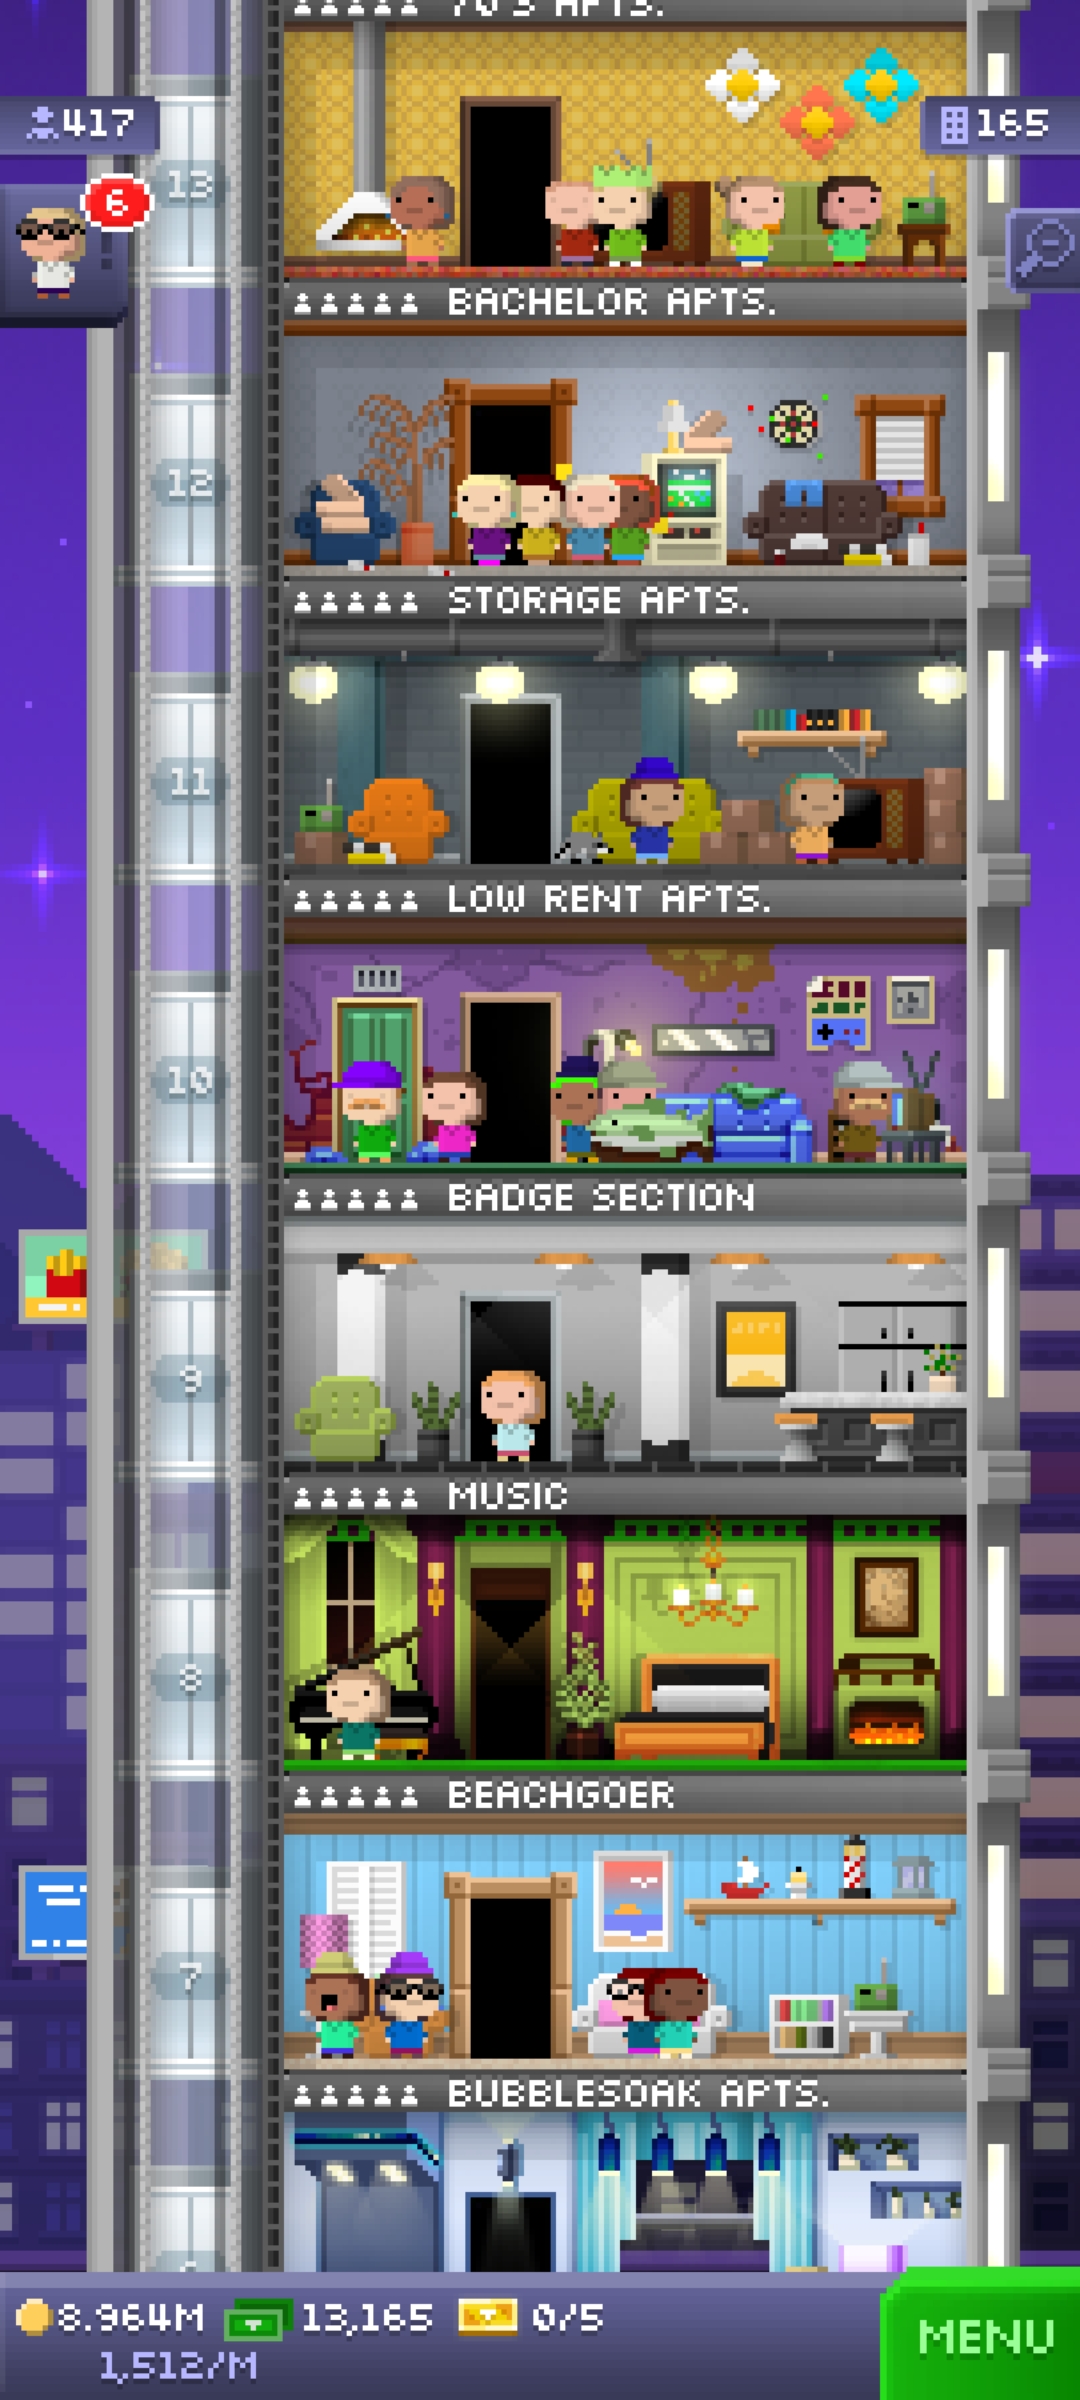 70'S APTS.
417
165
6
13
BACHELOR APTS.
12
STORAGE APTS.
11
LOW RENT APTS.
10
BADGE SECTION
9
MUSIC
8
BEACHGOER
7
BUBBLESOAK APTS.
8.964M
13,165
0/5
MENU
1,512/M